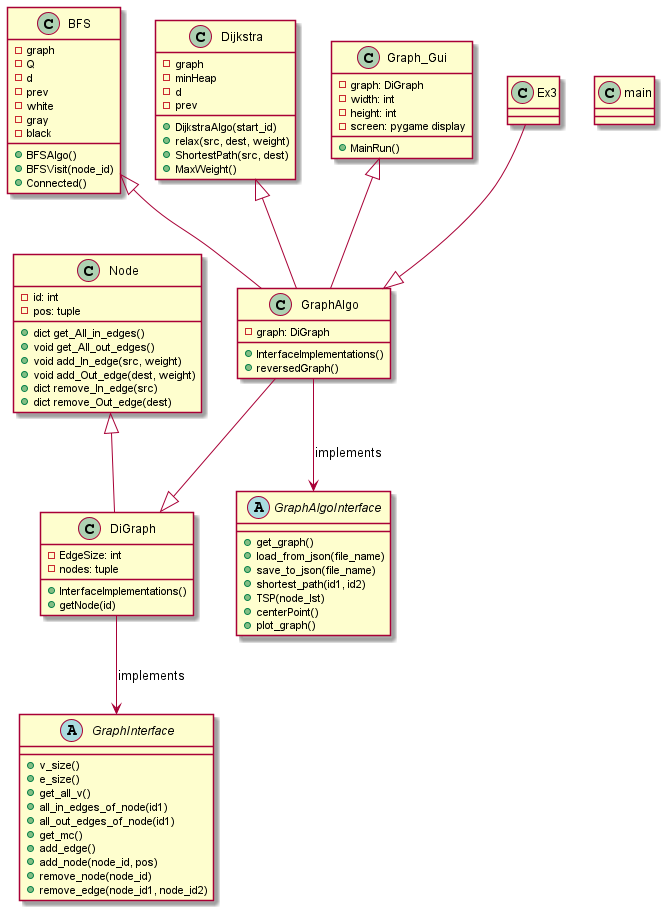 C BFS
graph
Q
d
prev
white
gray
black
BFSAlgo()
BFSVisit(node_id)
Connected()
C Dijkstra
graph
minHeap
d
prev
DijkstraAlgo(start_id)
relax(src, dest, weight)
ShortestPath(src, dest)
MaxWeight()
C Graph_Gui
graph: DiGraph
width: int
height: int
screen: pygame display
MainRun()
C Ex3
C main
C Node
id: int
pos: tuple
dict get_All_in_edges()
void get_All_out_edges()
void add_In_edge(src, weight)
void add_Out_edge(dest, weight)
dict remove_In_edge(src)
dict remove_Out_edge(dest)
C GraphAlgo
graph: DiGraph
InterfaceImplementations()
reversedGraph()
implements
C DiGraph
EdgeSize: int
nodes: tuple
InterfaceImplementations()
getNode(id)
A GraphAlgoInterface
get_graph()
load_from_json(file_name)
save_to_json(file_name)
shortest_path(id1, id2)
TSP(node_lst)
centerPoint()
plot_graph()
implements
A GraphInterface
v_size()
e_size()
get_all_v()
all_in_edges_of_node(id1)
all_out_edges_of_node(id1)
get_mc()
add_edge()
add_node(node_id, pos)
remove_node(node_id)
remove_edge(node_id1, node_id2)